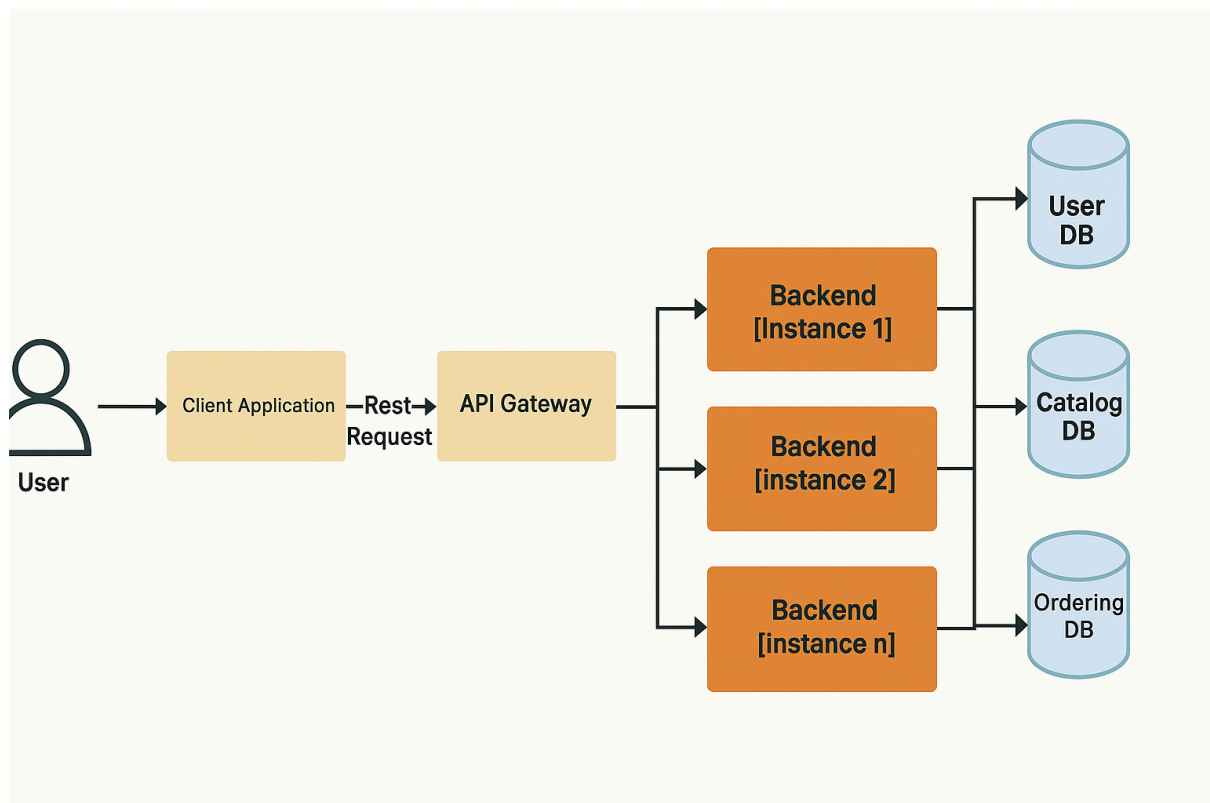 User
Client Application
Rest
Request
API Gateway
Backend
[Instance 1]
Backend
[instance 2]
Backend
[instance n]
User
DB
Catalog
DB
Ordering
DB